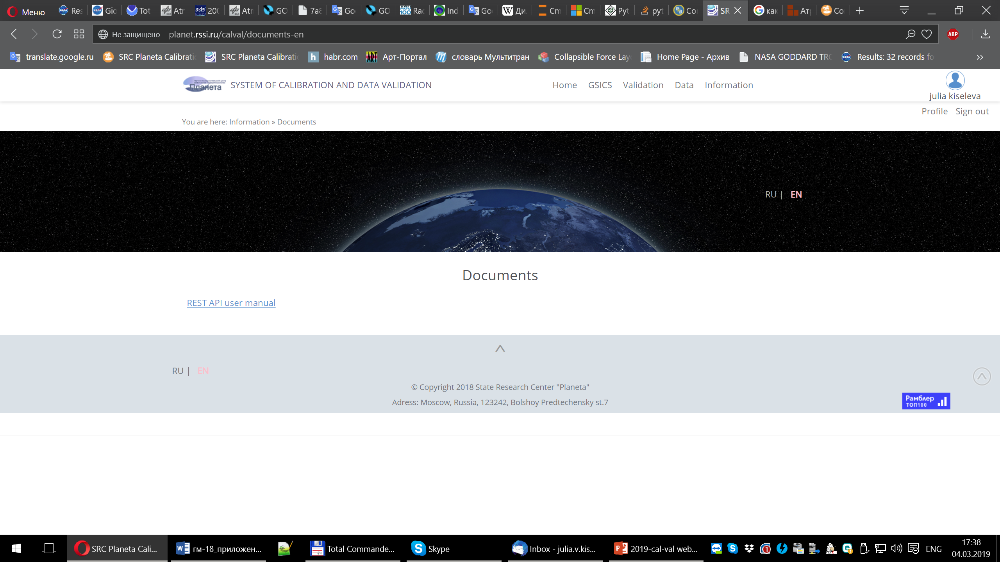 Меню Res Gio Tot Atr 200 Atr GO 7a8 Go GO Rac Ind Go Ди Cm Cm Pyt pyt Co SR как Ат Co
Не защищено planet.rssi.ru/calval/documents-en ABP
translate.google.ru SRC Planeta Calibratio SRC Planeta Calibratio habr.com Арт-Портал словарь Мультитран Collapsible Force Layo Home Page - Архив NASA GODDARD TRO Results: 32 records fo
Планета SYSTEM OF CALIBRATION AND DATA VALIDATION Home GSICS Validation Data Information
julia kiseleva
Profile Sign out
You are here: Information » Documents
RU | EN
Documents
REST API user manual
RU | EN
© Copyright 2018 State Research Center "Planeta"
Adress: Moscow, Russia, 123242, Bolshoy Predtechensky st.7
Рамблер
ТОП100
SRC Planeta Cali... гм-18_приложен... Total Commande... Skype Inbox - julia.v.kis... 2019-cal-val web... ENG
17:38
04.03.2019